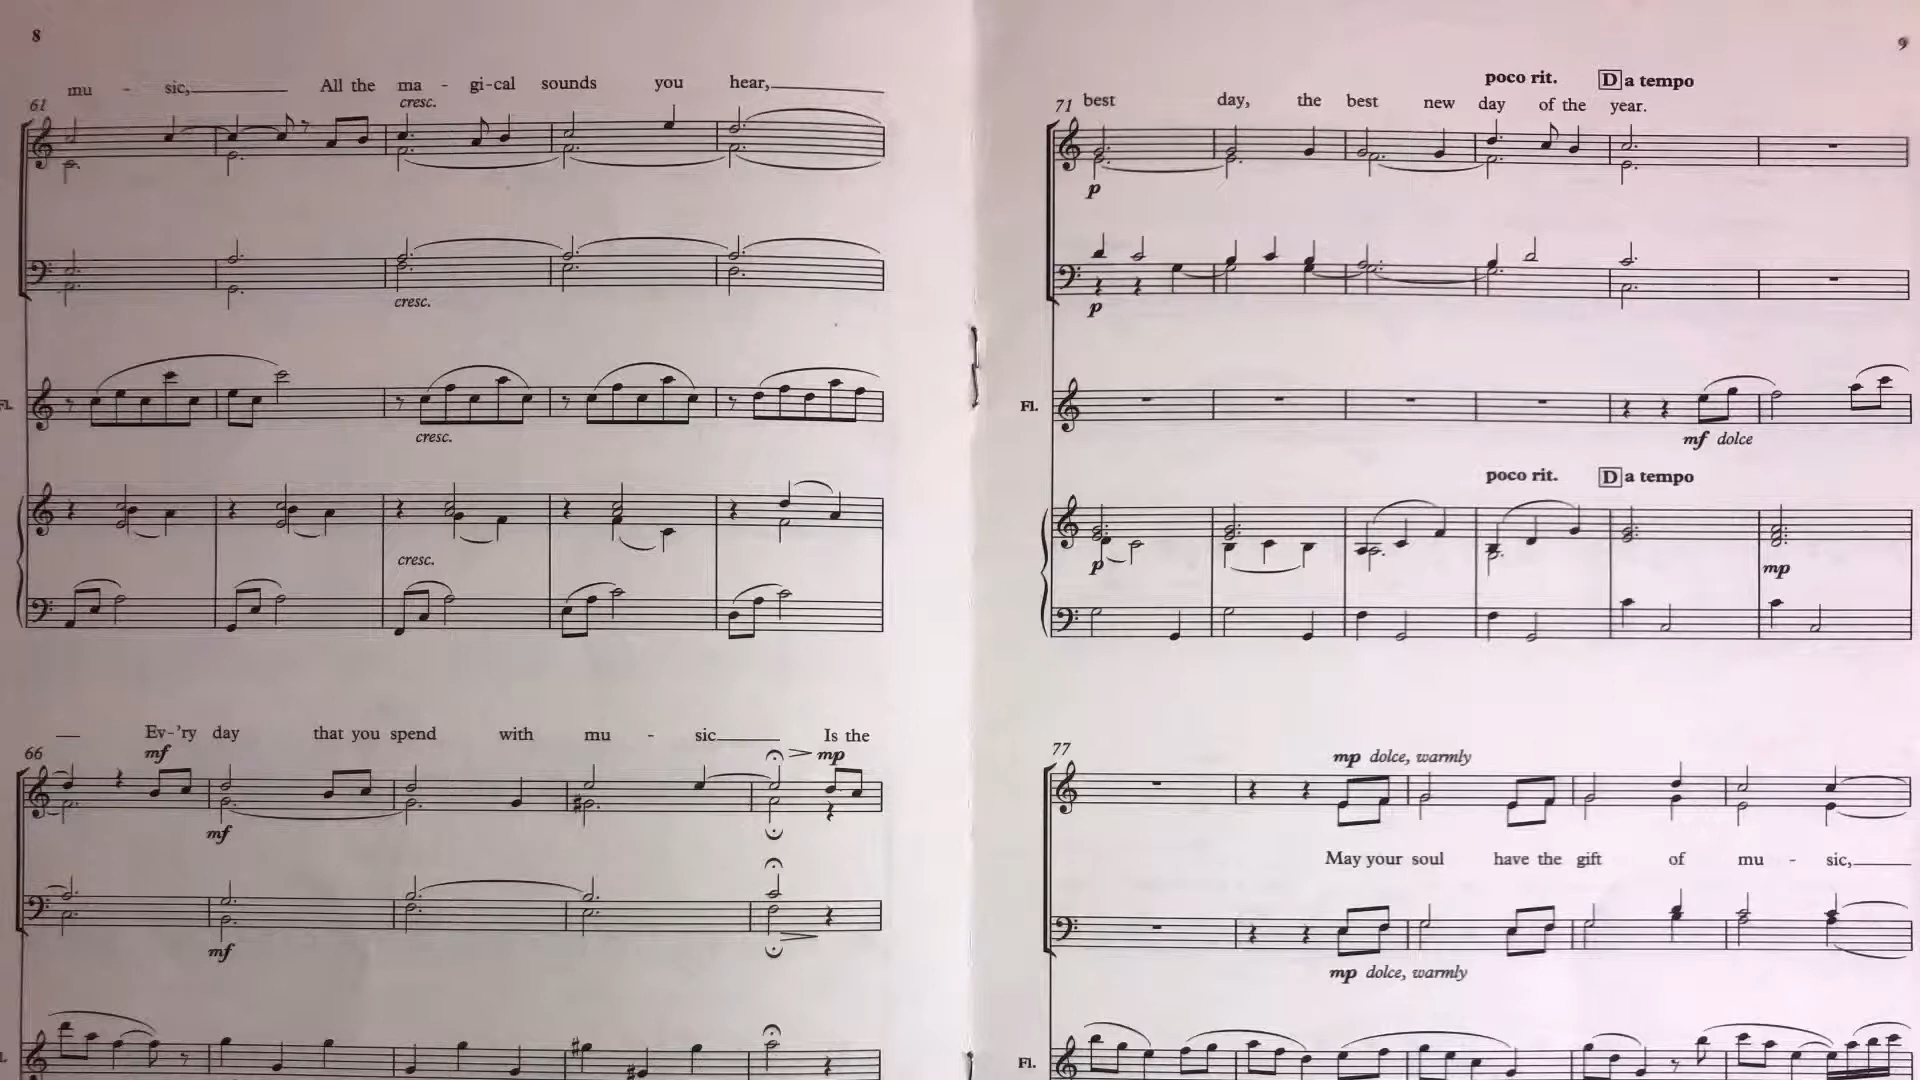 8
mu - sic, All the ma - gi-cal sounds you hear,
61
cresc.
cresc.
Fl.
cresc.
cresc.
Ev-'ry day that you spend with mu - sic Is the
66
mf
mp
mf
mf
9
poco rit. D a tempo
71
best day, the best new day of the year.
p
p
Fl.
mf dolce
poco rit. D a tempo
p
mp
77
mp dolce, warmly
May your soul have the gift of mu - sic,
mp dolce, warmly
Fl.